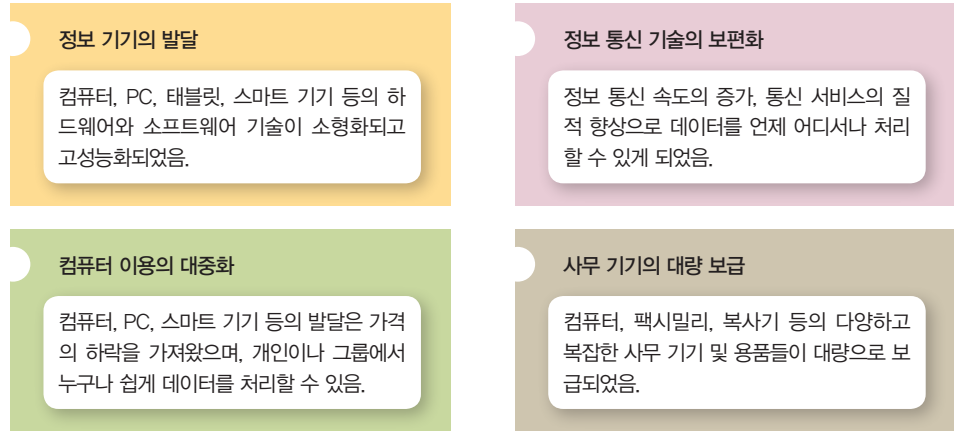 정보 기기의 발달
컴퓨터, PC, 태블릿, 스마트 기기 등의 하
드웨어와 소프트웨어 기술이 소형화되고
고성능화되었음.
정보 통신 기술의 보편화
정보 통신 속도의 증가, 통신 서비스의 질
적 향상으로 데이터를 언제 어디서나 처리
할 수 있게 되었음.
컴퓨터 이용의 대중화
컴퓨터, PC, 스마트 기기 등의 발달은 가격
의 하락을 가져왔으며, 개인이나 그룹에서
누구나 쉽게 데이터를 처리할 수 있음.
사무 기기의 대량 보급
컴퓨터, 팩시밀리, 복사기 등의 다양하고
복잡한 사무 기기 및 용품들이 대량으로 보
급되었음.